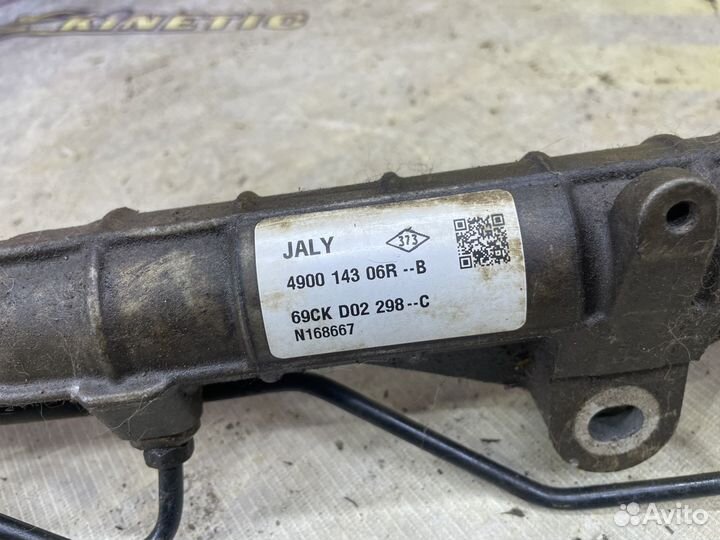 KINETIC
JALY
373
4900 143 06R --B
69CK D02 298--C
N168667
Avito